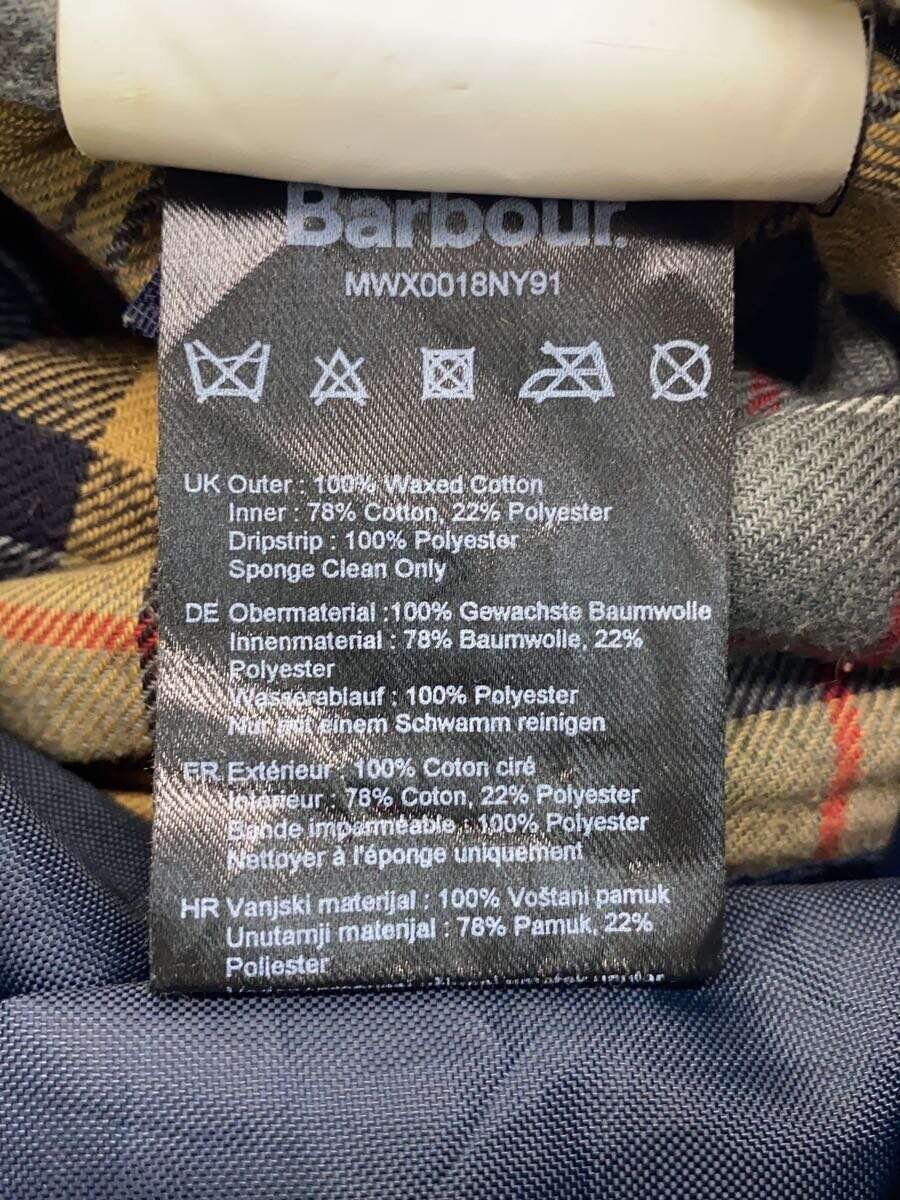 Barbour.
MWX0018NY91
UK Outer : 100% Waxed Cotton
Inner : 78% Cotton, 22% Polyester
Dripstrip : 100% Polyester
Sponge Clean Only
DE Obermaterial :100% Gewachste Baumwolle
Innenmaterial : 78% Baumwolle, 22%
Polyester
Wasserablauf : 100% Polyester
Nur mit einem Schwamm reinigen
FR Extérieur : 100% Coton ciré
Intérieur : 78% Coton, 22% Polyester
Bande imperméable : 100% Polyester
Nettoyer à l'éponge uniquement
HR Vanjski materijal : 100% Voštani pamuk
Unutarnji materijal : 78% Pamuk, 22%
Poliester